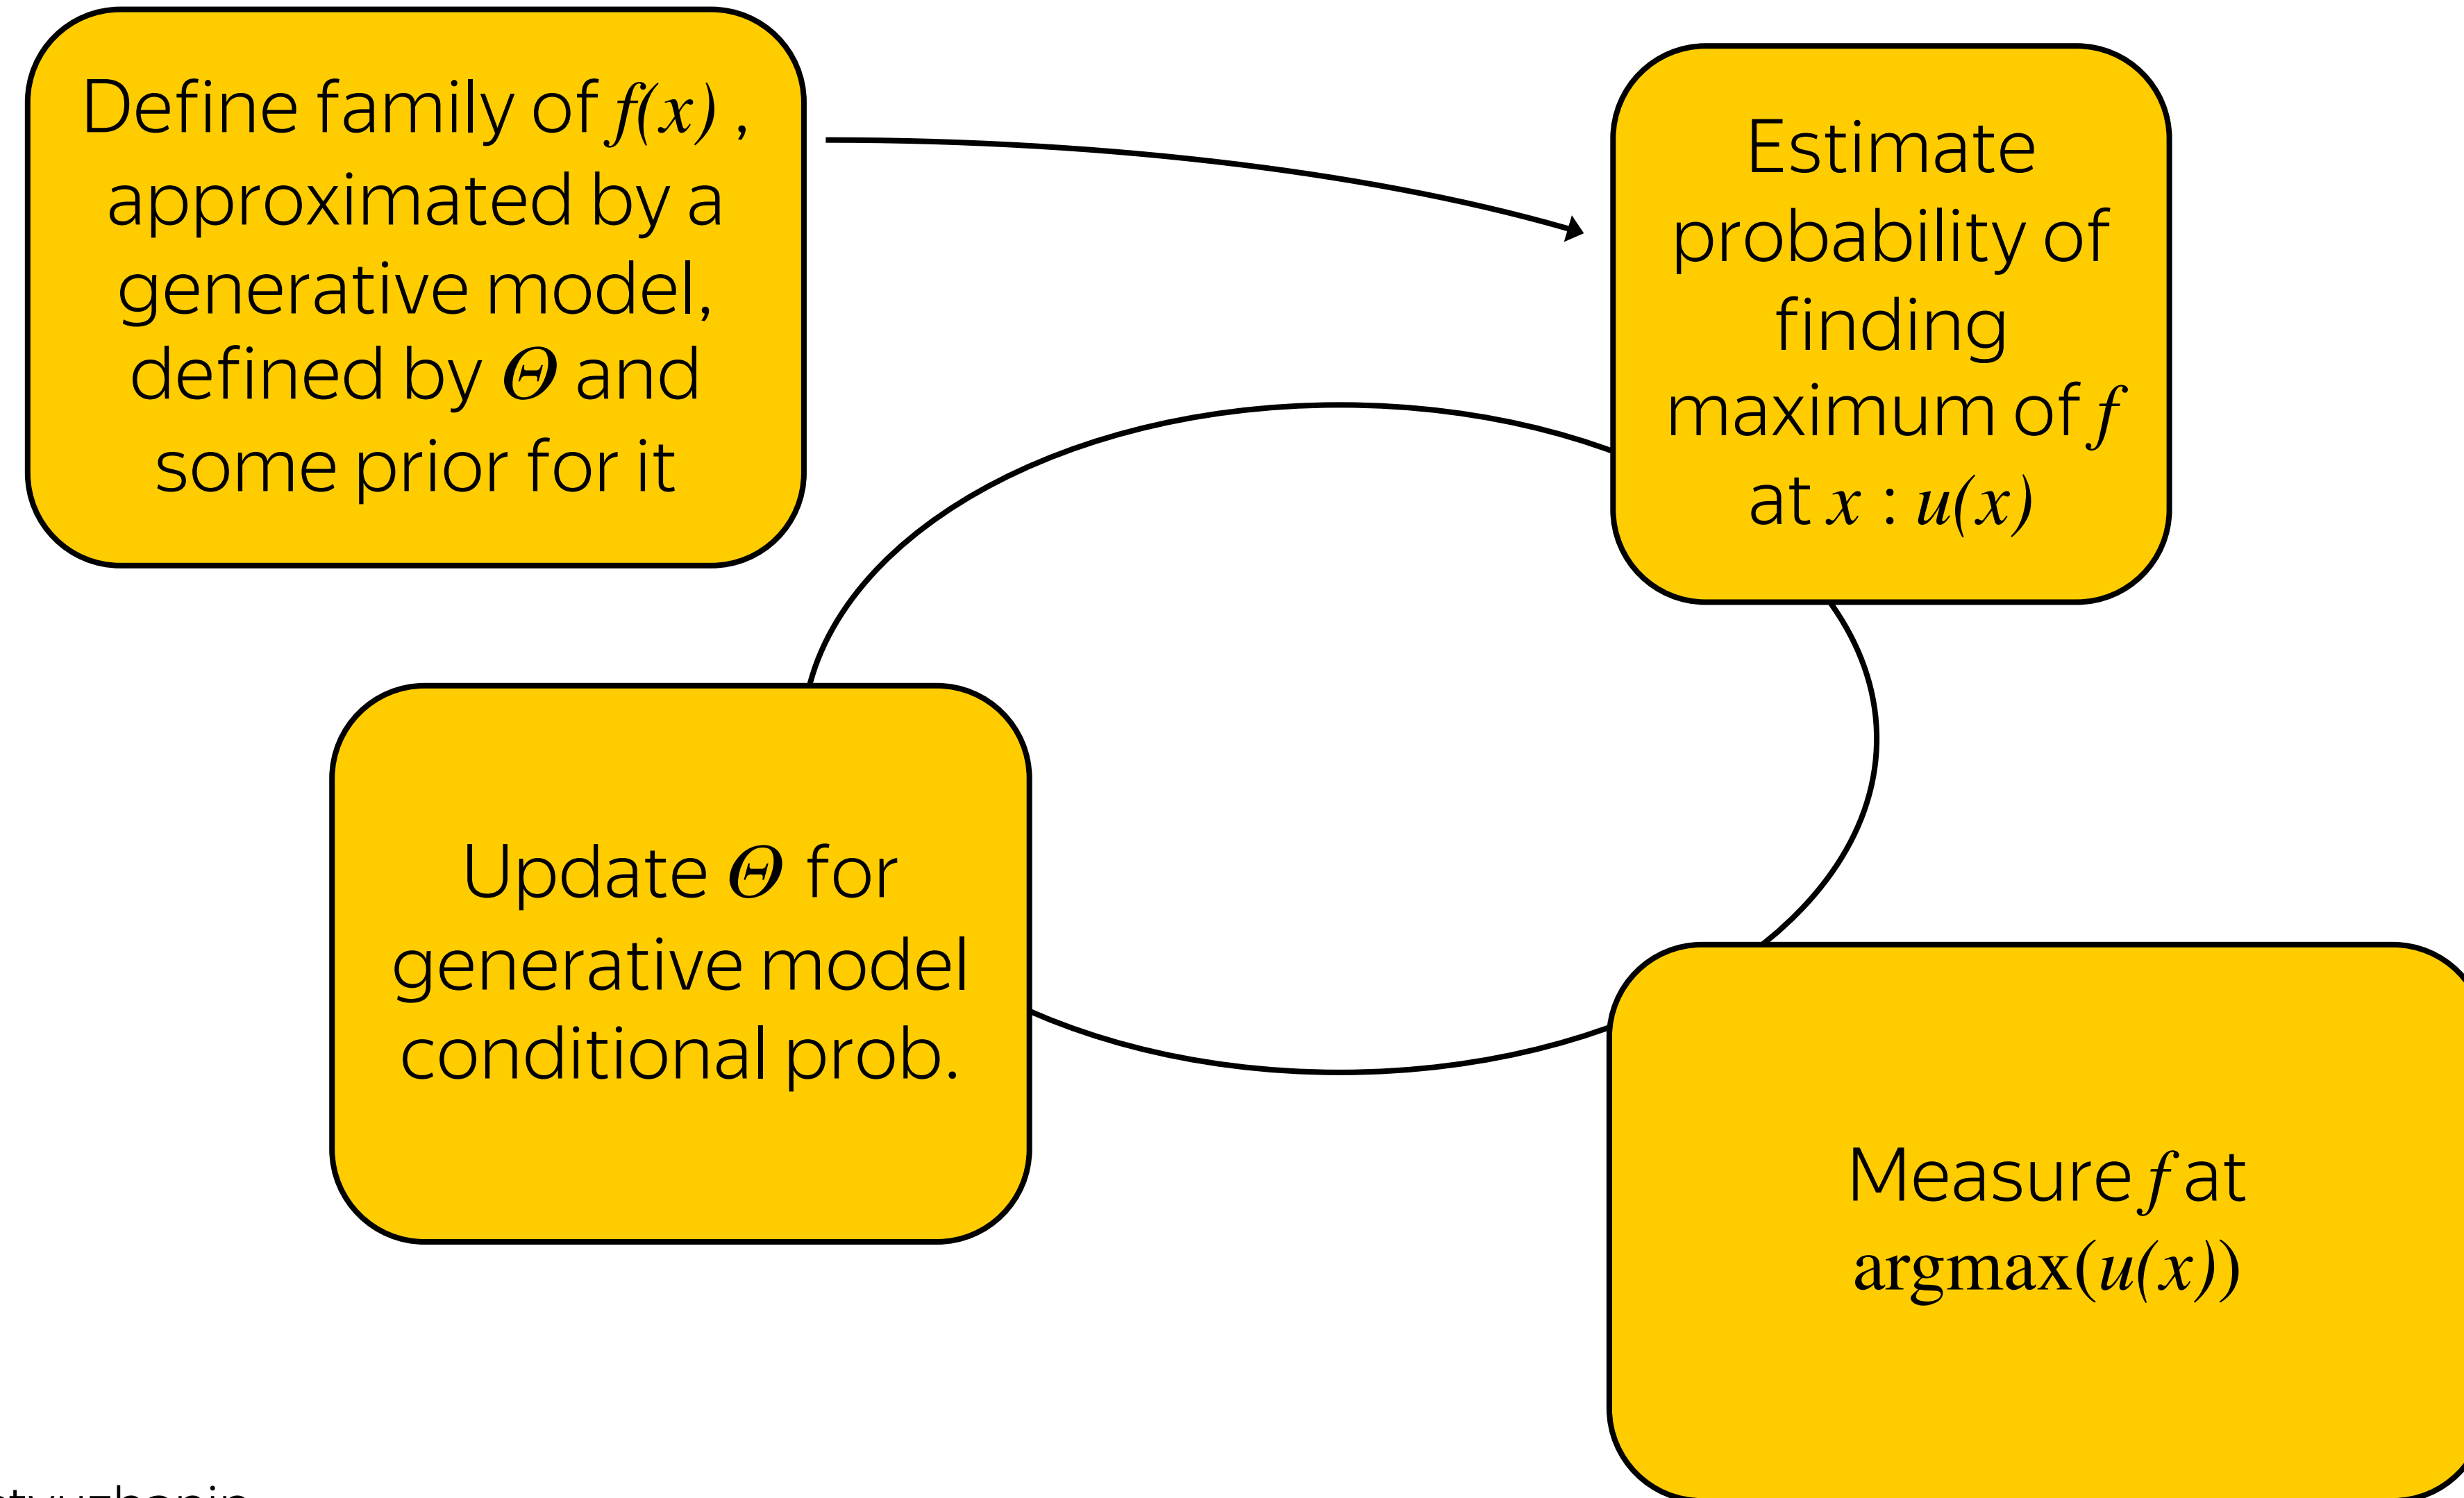 Define family of f(x) ,
approximated by a
generative model,
defined by Θ and
some prior for it
Estimate
probability of
finding
maximum of f
at x : u(x)
Update Θ for
generative model
conditional prob.
Measure f at
argmax(u(x))